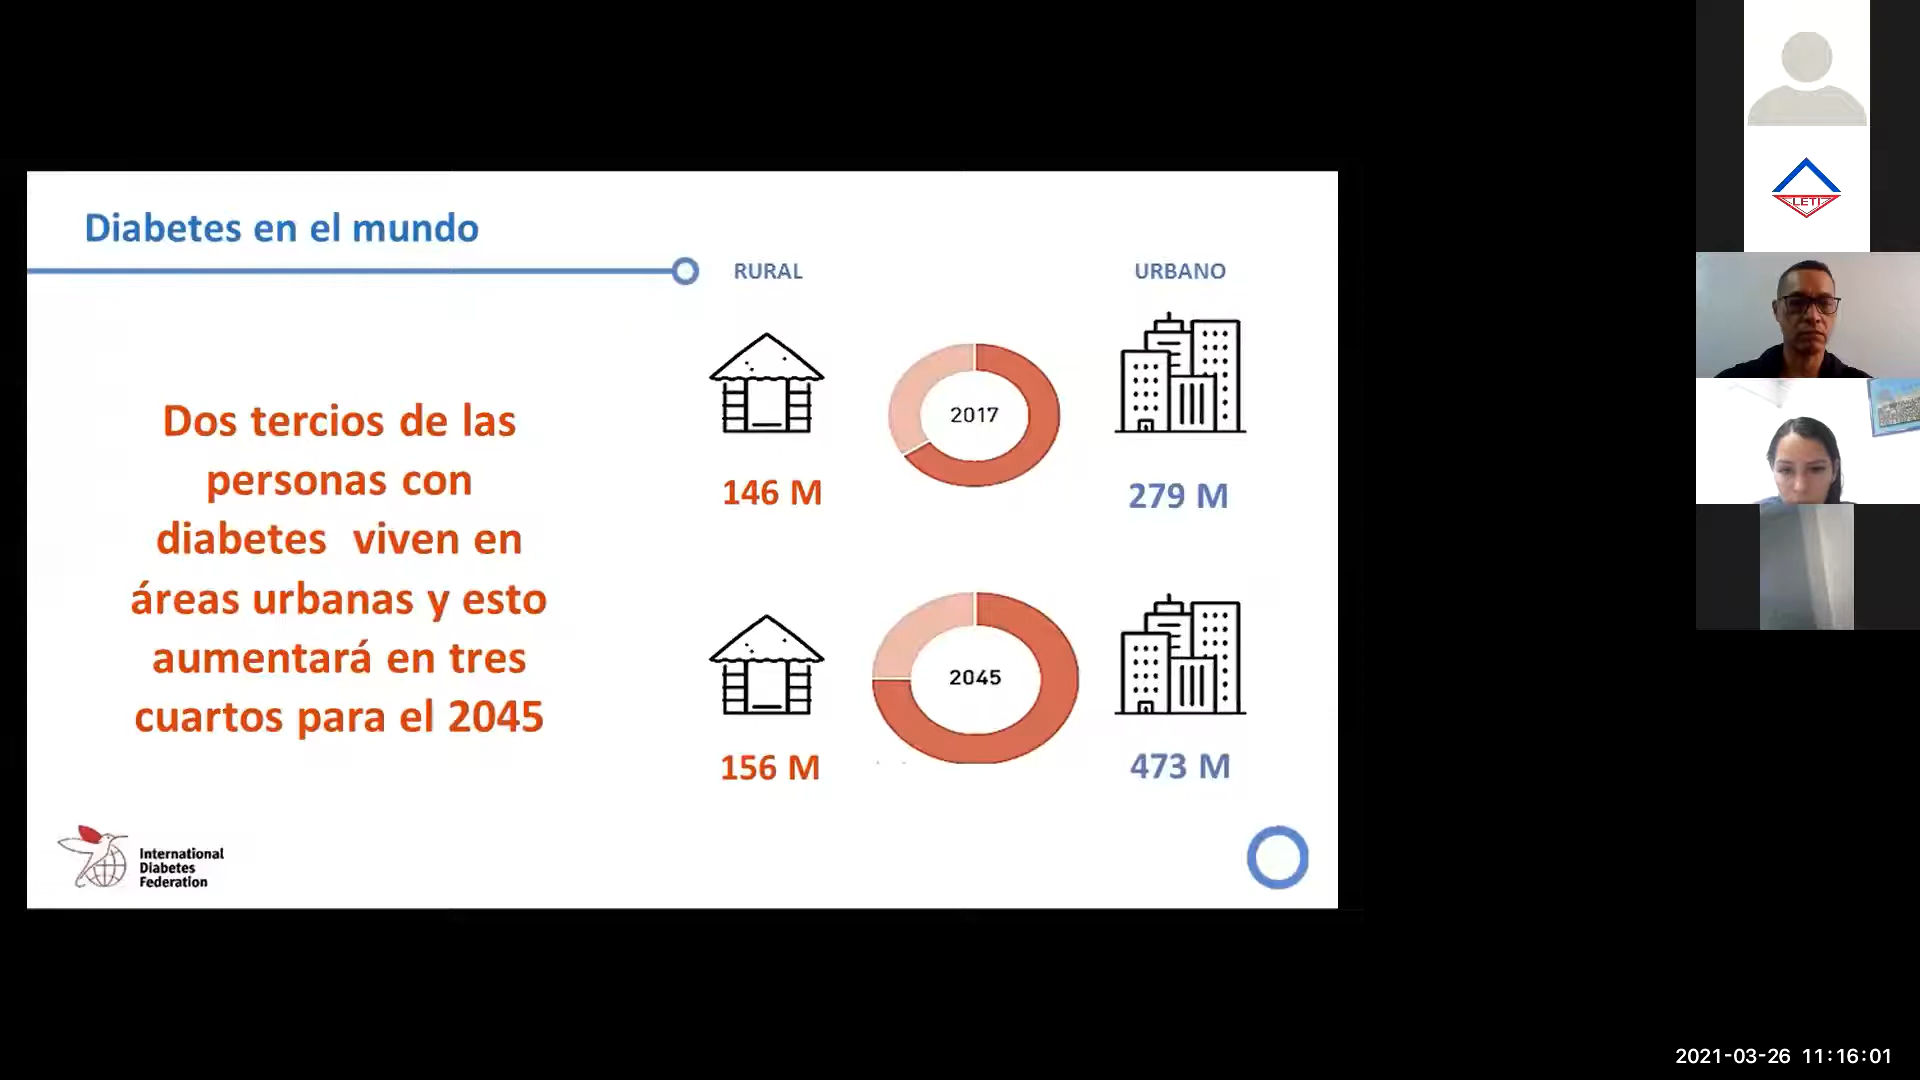 Diabetes en el mundo
RURAL
URBANO
Dos tercios de las
personas con
diabetes  viven en
áreas urbanas y esto
aumentará en tres
cuartos para el 2045
2017
146 M
279 M
2045
156 M
473 M
International
Diabetes
Federation
LETI
2021-03-26 11:16:01